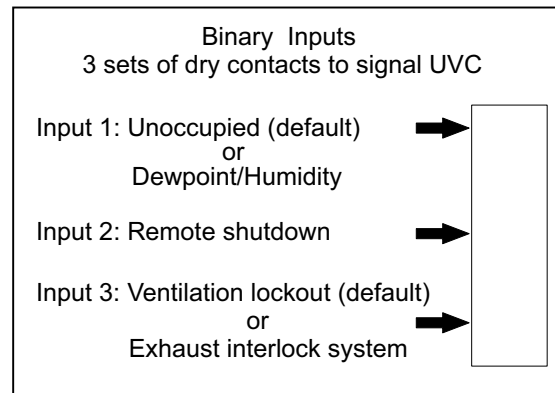 Binary Inputs
3 sets of dry contacts to signal UVC
Input 1: Unoccupied (default)
or
Dewpoint/Humidity
Input 2: Remote shutdown
Input 3: Ventilation lockout (default)
or
Exhaust interlock system